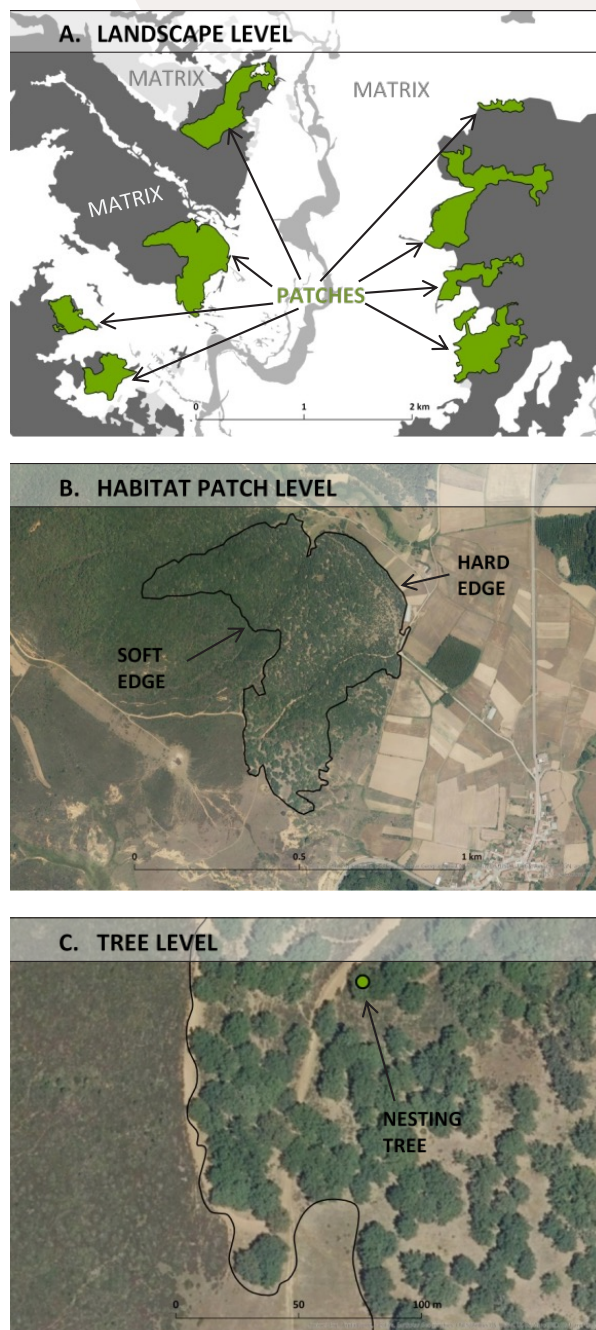 A. LANDSCAPE LEVEL
MATRIX
MATRIX
MATRIX
PATCHES
0 1 2 km
B. HABITAT PATCH LEVEL
HARD
EDGE
SOFT
EDGE
0 0.5 1 km
C. TREE LEVEL
NESTING
TREE
0 50 100 m